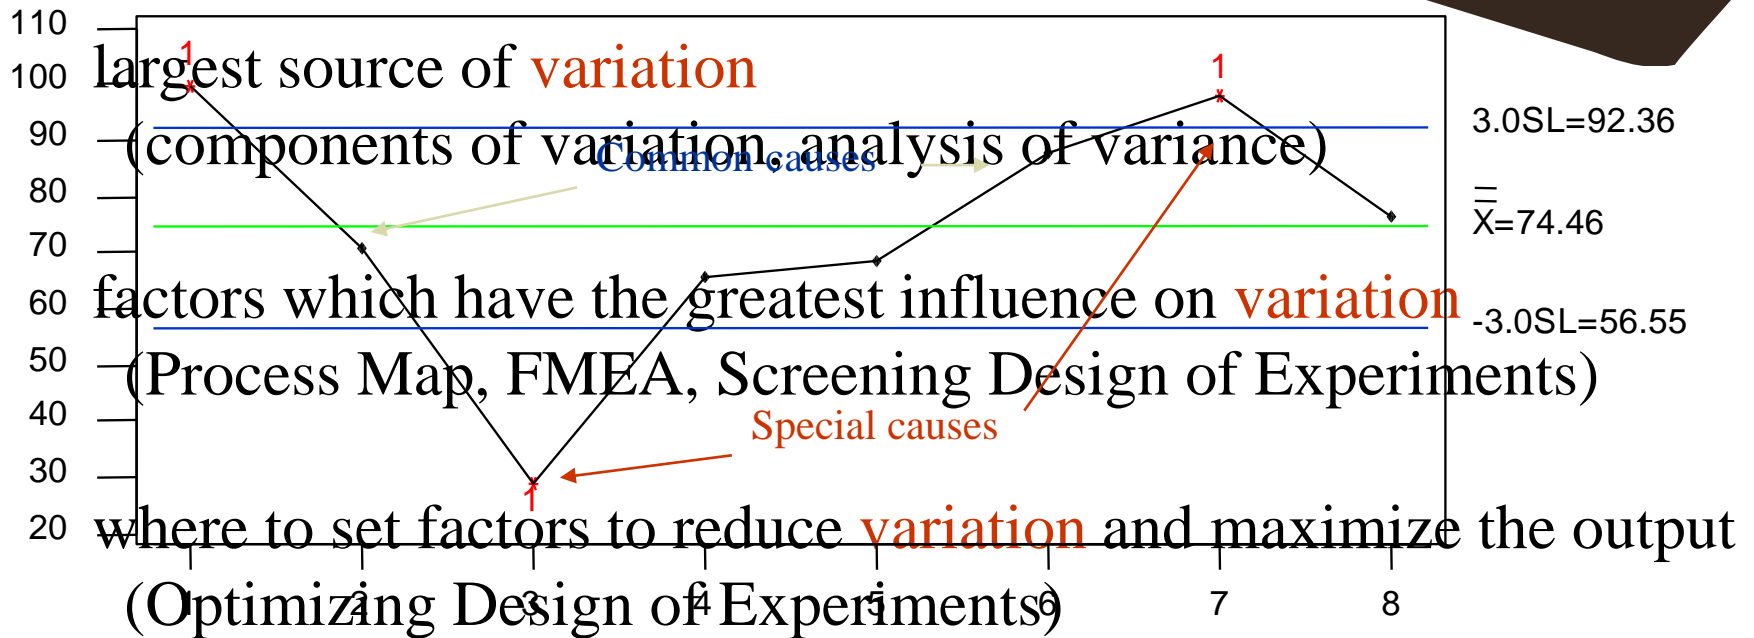 110
1
largest source of variation
100
1
3.0SL=92.36
90
(components of variation, analysis of variance)
Common causes
80
X=74.46
70
factors which have the greatest influence on variation
60
-3.0SL=56.55
50
(Process Map, FMEA, Screening Design of Experiments)
40
Special causes
30
1
20
where to set factors to reduce variation and maximize the output
(Optimizing Design of Experiments)
1 2 3 4 5 6 7 8